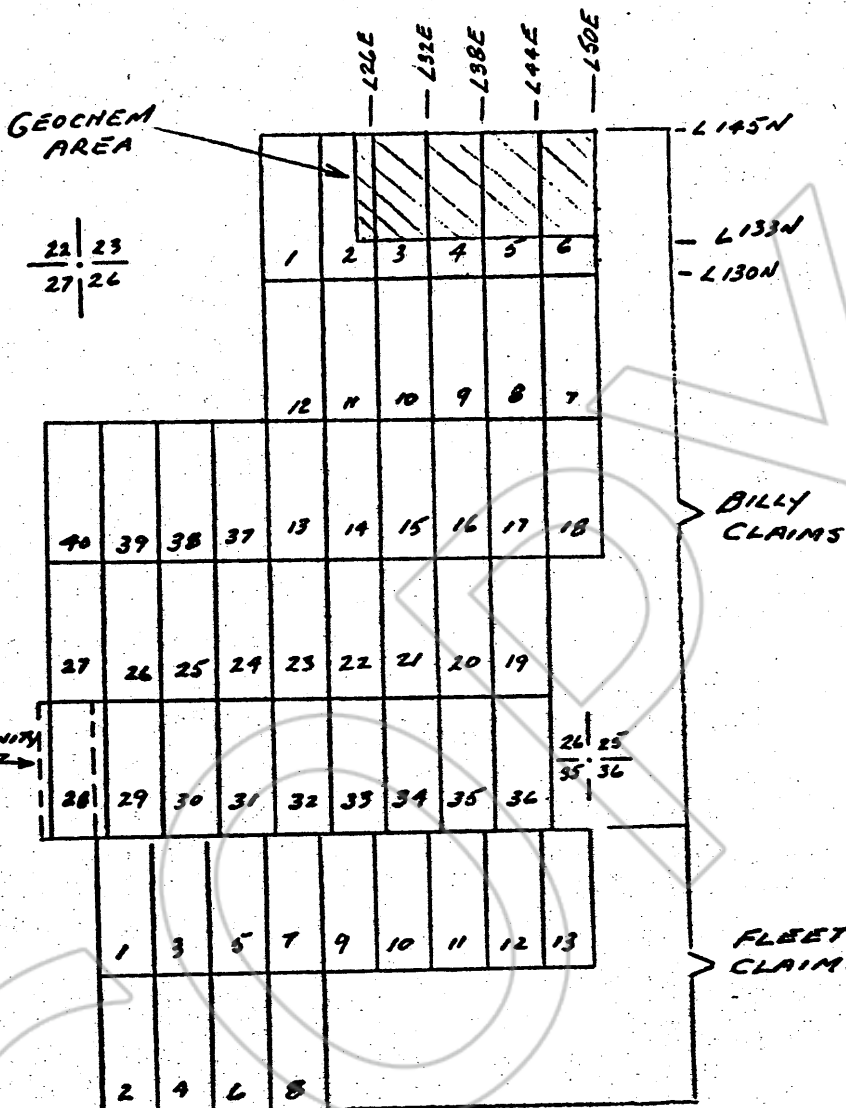 L26E L32E L38E L44E L50E
GEOCHEM
AREA
L145N
22 23
27 26
L133N
L130N
1 2 3 4 5 6
12 11 10 9 8 7
BILLY
CLAIMS
40 39 38 37 13 14 15 16 17 18
27 26 25 24 23 22 21 20 19
26 25
35 36
28 29 30 31 32 33 34 35 36
1 3 5 7 9 10 11 12 13
FLEET
CLAIM
2 4 6 8
COPY